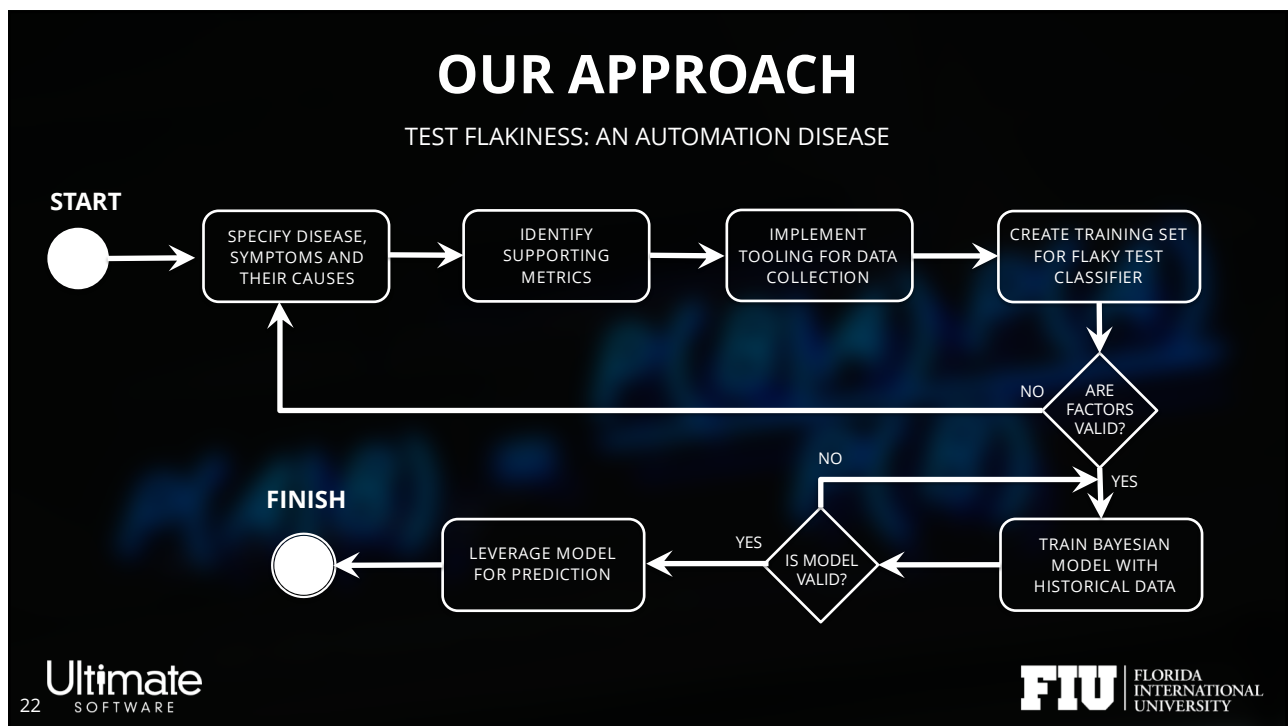 OUR APPROACH
TEST FLAKINESS: AN AUTOMATION DISEASE
START
SPECIFY DISEASE,
SYMPTOMS AND
THEIR CAUSES
IDENTIFY
SUPPORTING
METRICS
IMPLEMENT
TOOLING FOR DATA
COLLECTION
CREATE TRAINING SET
FOR FLAKY TEST
CLASSIFIER
NO
ARE
FACTORS
VALID?
YES
TRAIN BAYESIAN
MODEL WITH
HISTORICAL DATA
NO
IS MODEL
VALID?
YES
LEVERAGE MODEL
FOR PREDICTION
FINISH
22
Ultimate
SOFTWARE
FIU
FLORIDA
INTERNATIONAL
UNIVERSITY